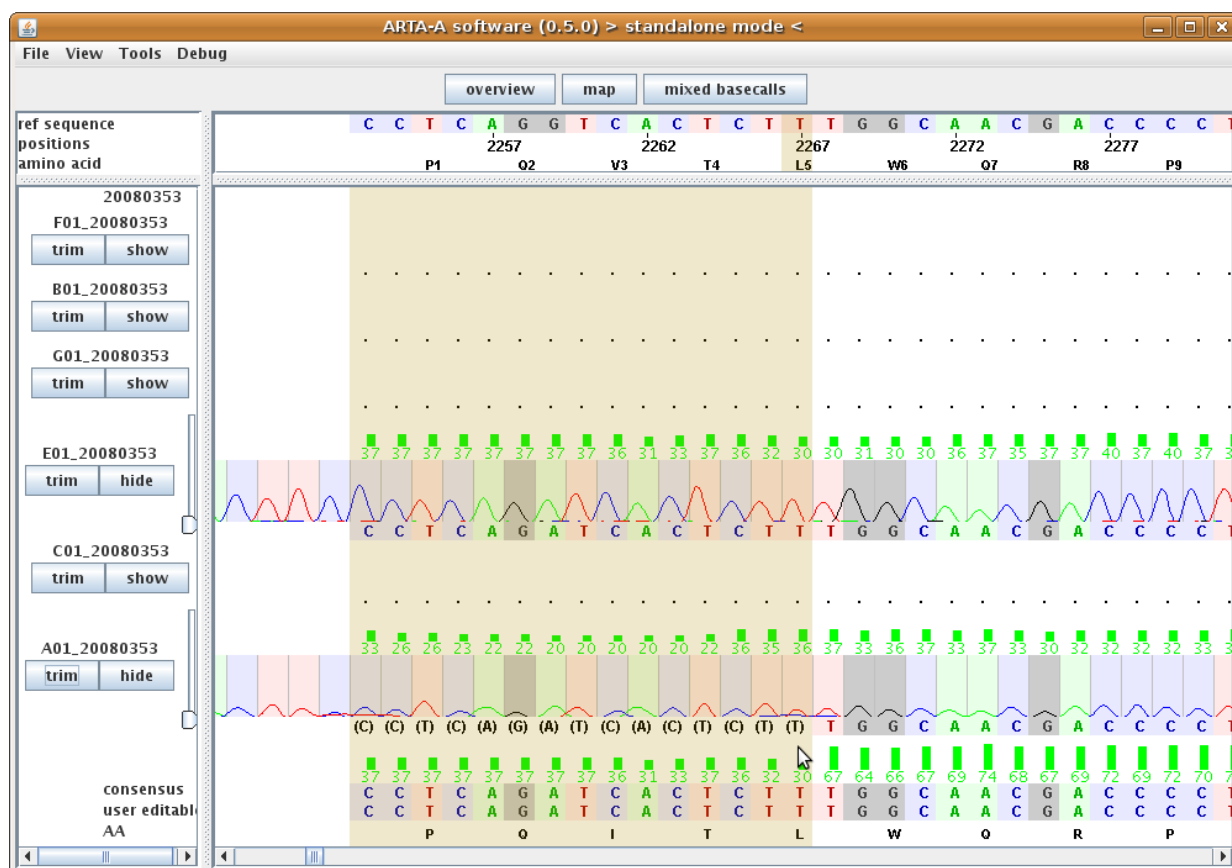 ARTA-A software (0.5.0) > standalone mode <
File View Tools Debug
overview map mixed basecalls
ref sequence C C T C A G G T C A C T C T T T G G C A A C G A C C C C T
positions 2257 2262 2267 2272 2277
amino acid P1 Q2 V3 T4 L5 W6 Q7 R8 P9
20080353
F01_20080353
trim show
B01_20080353
trim show
G01_20080353
trim show
37 37 37 37 37 37 37 37 36 31 33 37 36 32 30 30 31 30 30 36 37 35 37 37 40 37 40 37
E01_20080353
trim hide
C C T C A G A T C A C T C T T T G G C A A C G A C C C C T
C01_20080353
trim show
33 26 26 23 22 22 20 20 20 20 20 22 36 35 36 37 33 36 33 33 37 33 30 32 32 32 32 33
A01_20080353
trim hide
(C) (C) (T) (C) (A) (G) (A) (T) (C) (A) (C) (T) (C) (T) (T) T G G C A A C G A C C C C T
37 37 37 37 37 37 37 37 36 31 33 37 36 32 30 67 64 66 67 69 74 68 67 69 72 69 72 70
consensus C C T C A G A T C A C T C T T T G G C A A C G A C C C C T
user editabl C C T C A G A T C A C T C T T T G G C A A C G A C C C C T
AA P Q I T L W Q R P